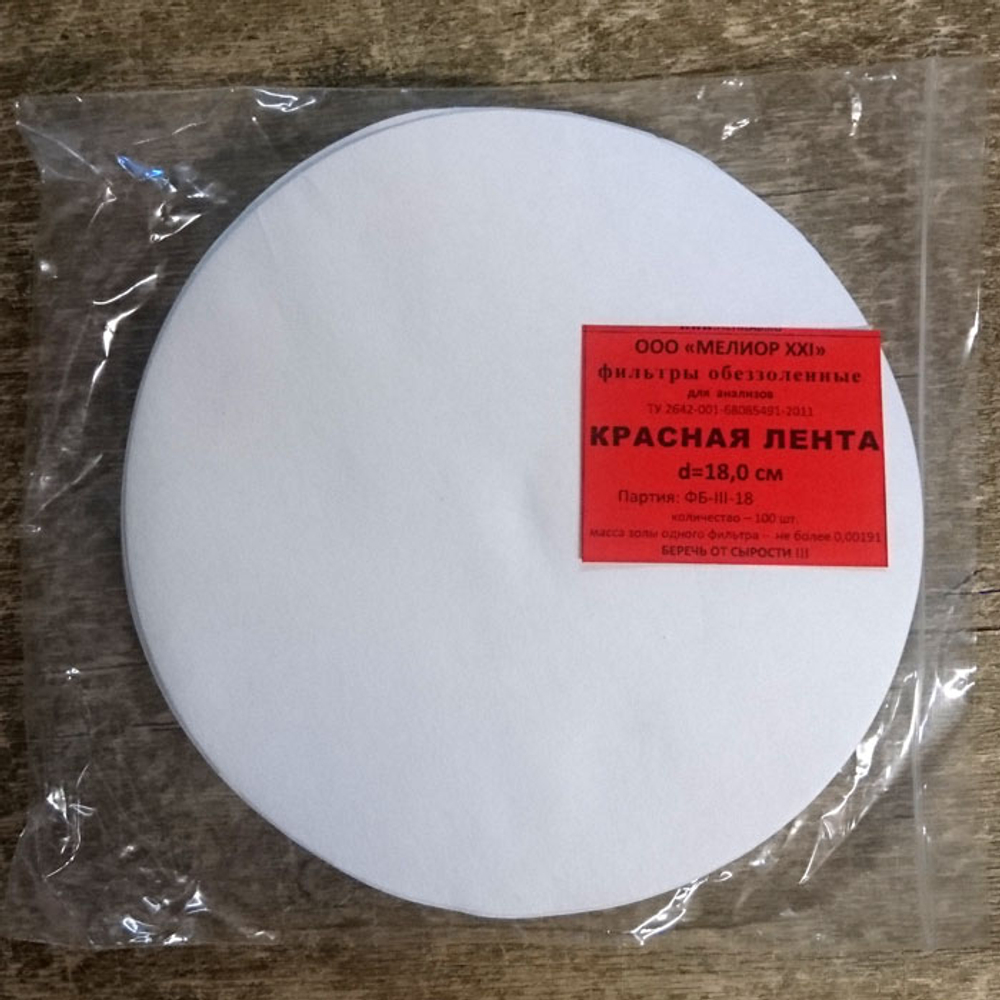 ООО «МЕЛИОР XXI»
фильтры обеззоленные
для анализов
ТУ 2642-001-68085491-2011
КРАСНАЯ ЛЕНТА
d=18,0 см
Партия: ФБ-III-18
количество – 100 шт.
масса золы одного фильтра – не более 0,00191
БЕРЕЧЬ ОТ СЫРОСТИ !!!